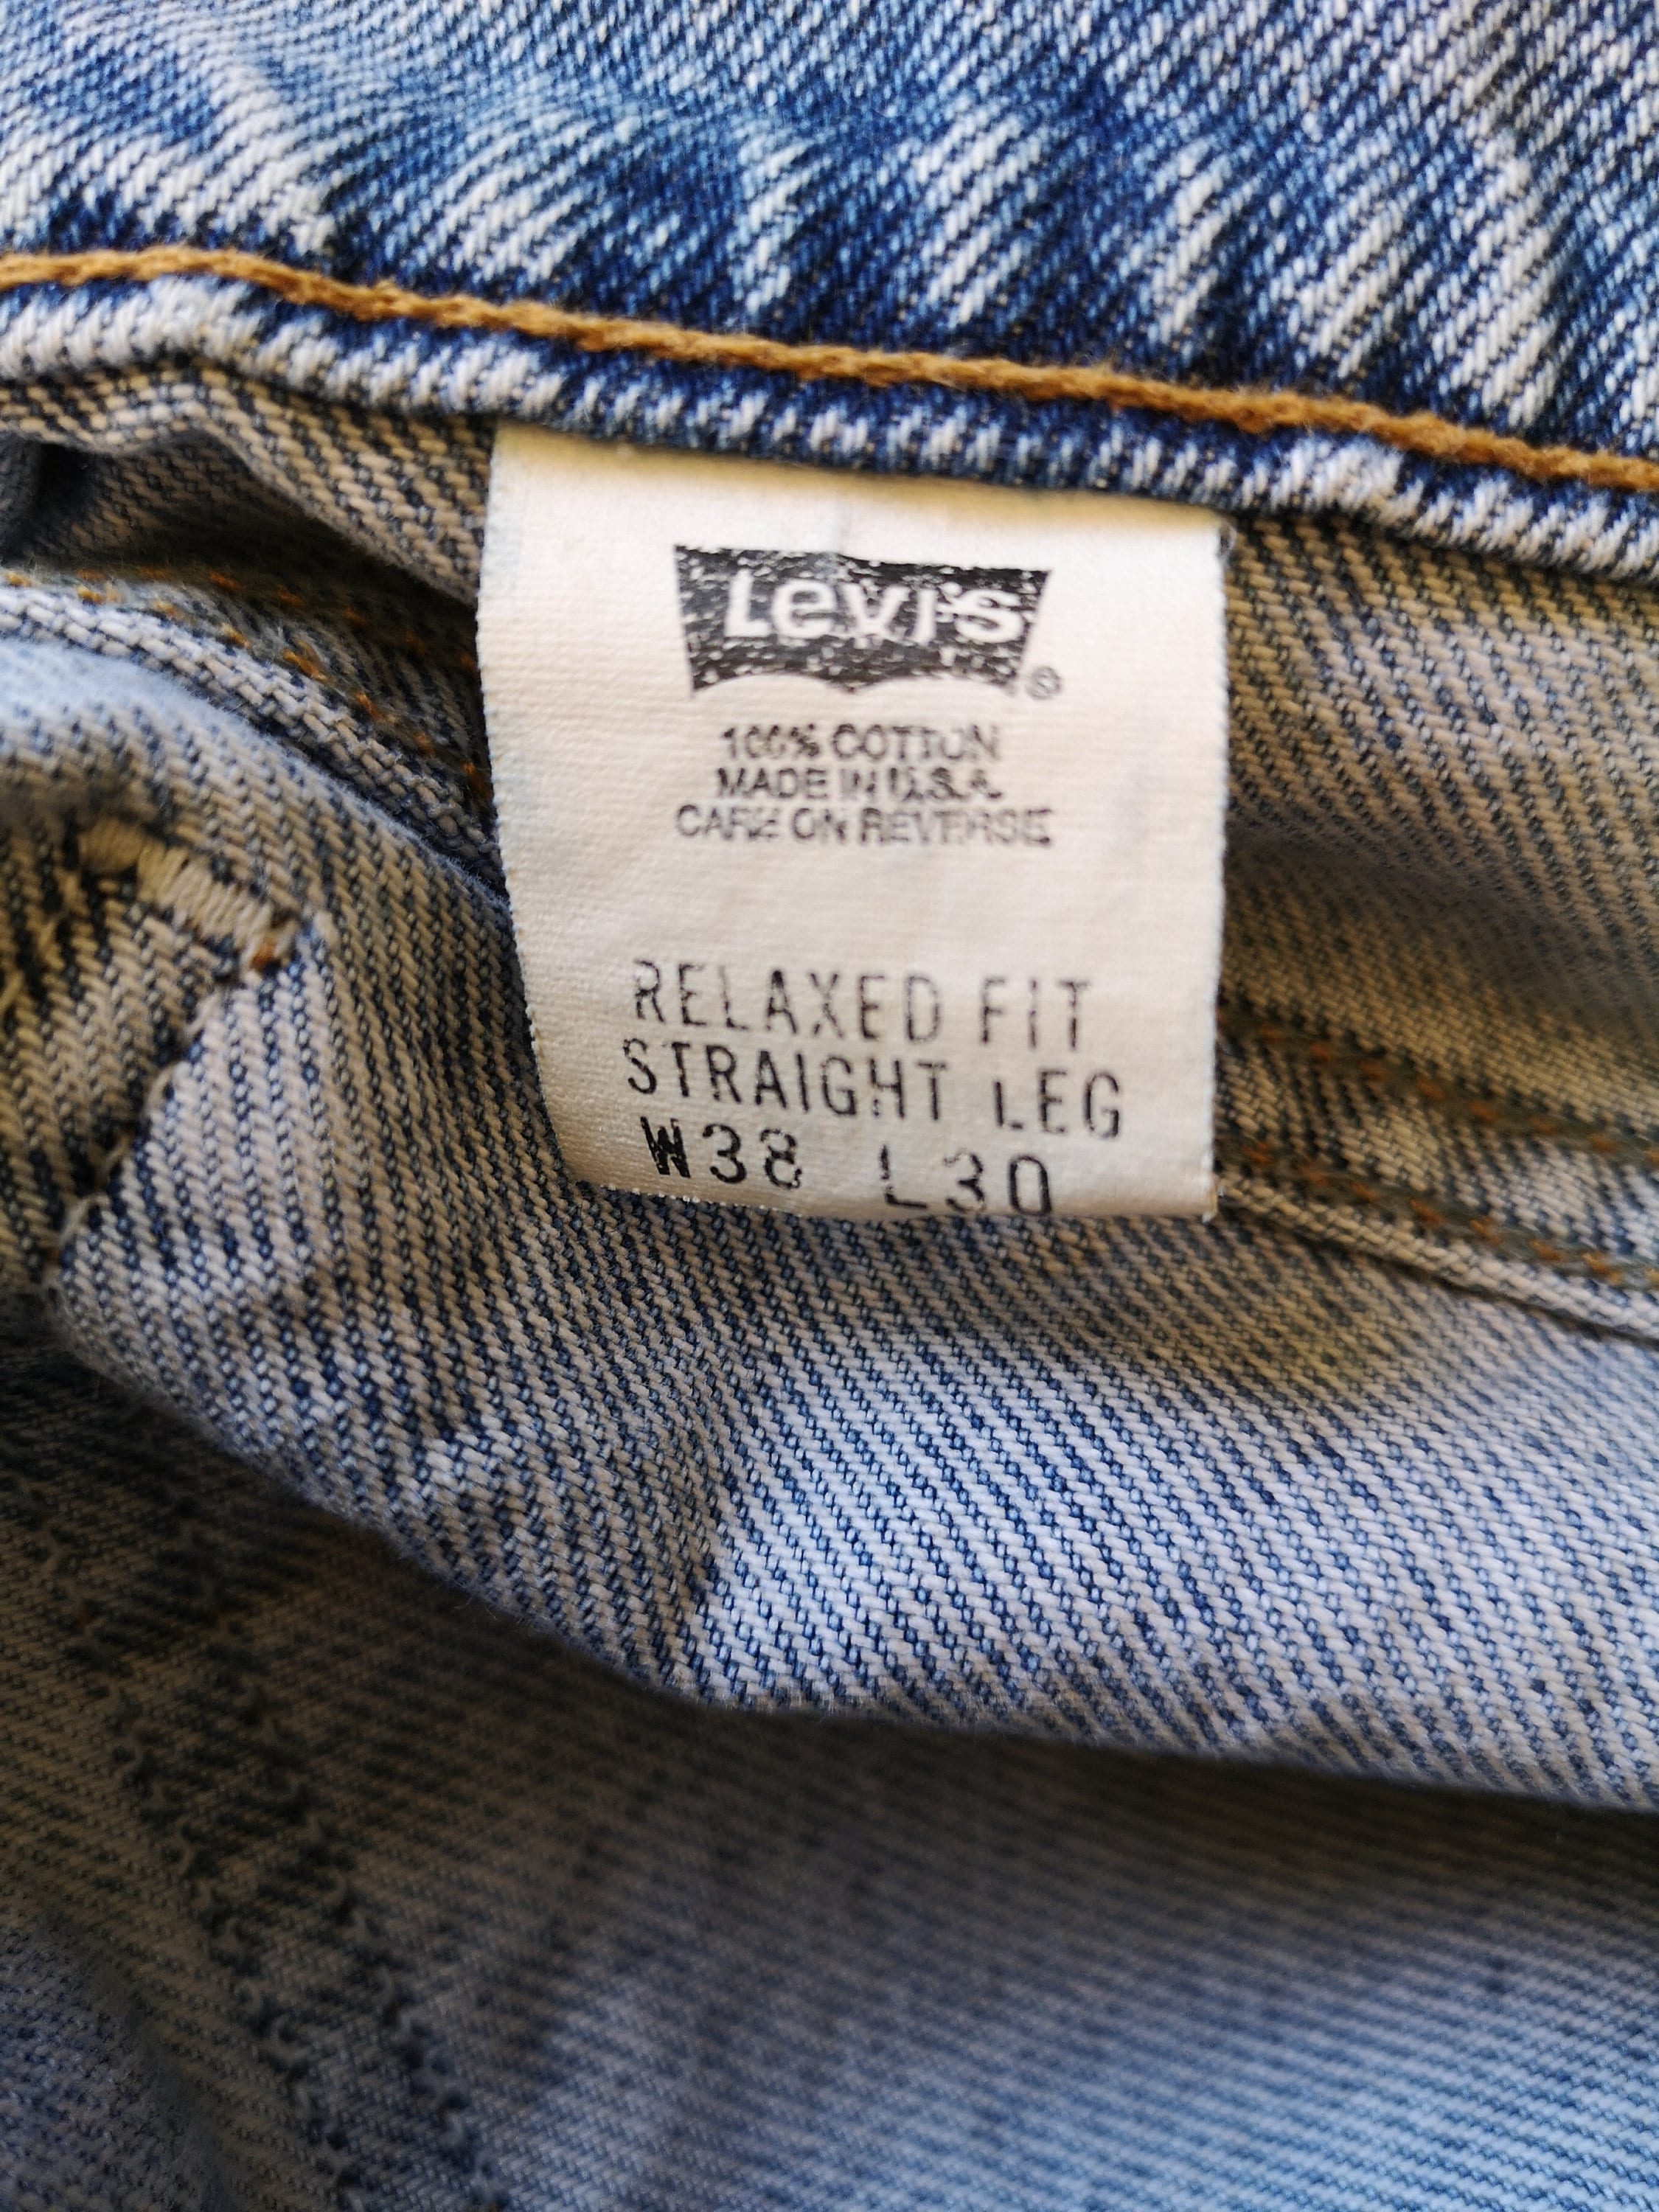 Levi's
100% COTTON
MADE IN U.S.A.
CARE ON REVERSE
RELAXED FIT
STRAIGHT LEG
W38 L30